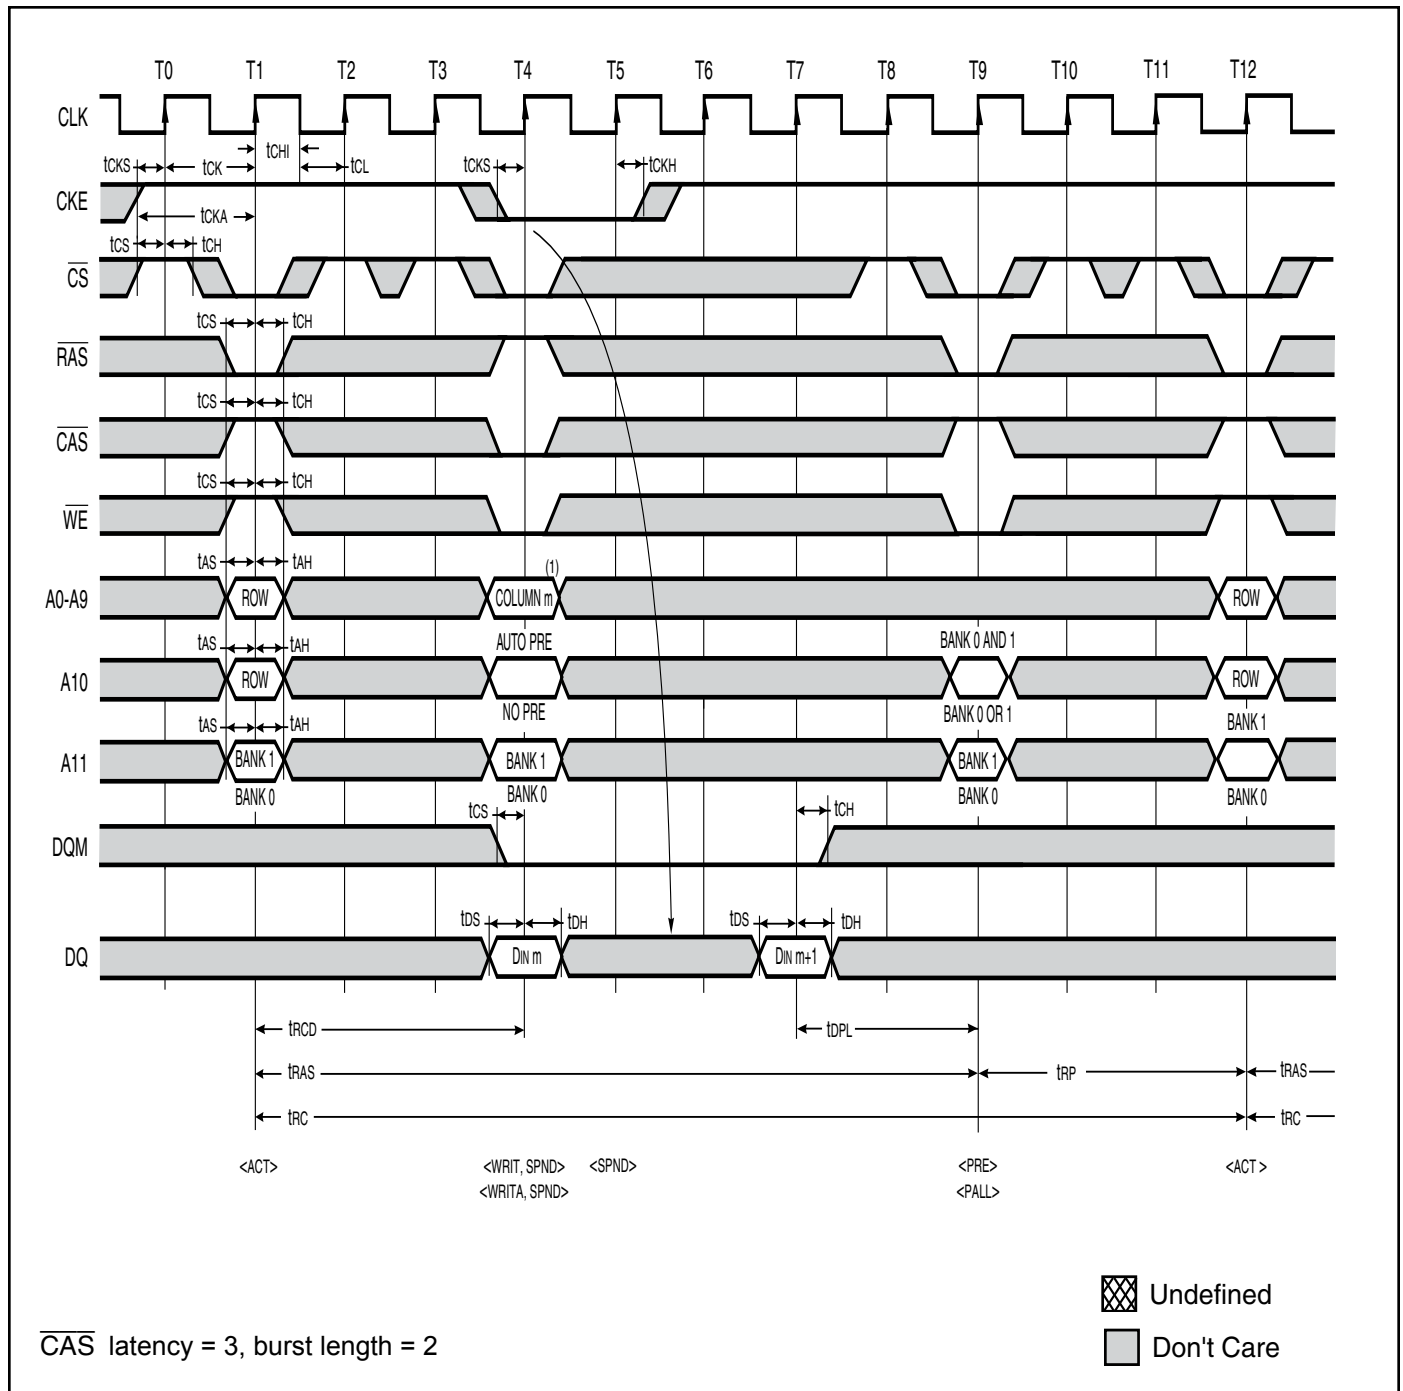 T0 T1 T2 T3 T4 T5 T6 T7 T8 T9 T10 T11 T12
CLK
tCHI
tCKS tCK tCL tCKS tCKH
CKE
tCKA
tCS tCH
CS
tCS tCH
RAS
tCS tCH
CAS
tCS tCH
WE
tAS tAH (1)
A0-A9 ROW COLUMN m ROW
tAS tAH AUTO PRE BANK 0 AND 1
A10 ROW ROW
NO PRE BANK 0 OR 1 BANK 1
tAS tAH
A11 BANK 1 BANK 1 BANK 1
BANK 0 BANK 0 BANK 0 BANK 0
tCS tCH
DQM
tDS tDH tDS tDH
DQ DIN m DIN m+1
tRCD tDPL
tRAS tRP tRAS
tRC tRC
<ACT> <WRIT, SPND> <SPND> <PRE> <ACT >
<WRITA, SPND> <PALL>
Undefined
CAS latency = 3, burst length = 2 Don't Care